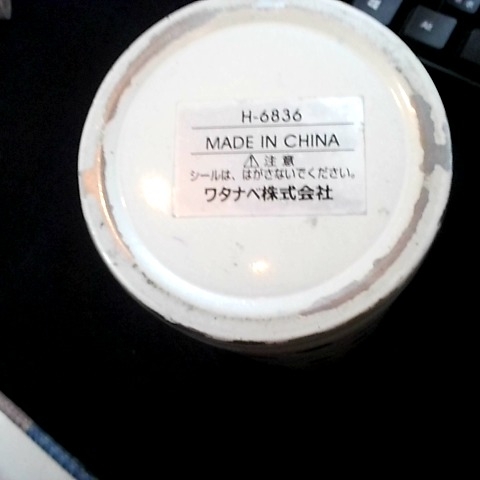 H-6836
MADE IN CHINA
⚠注意
シールは、はがさないでください。
ワタナベ株式会社